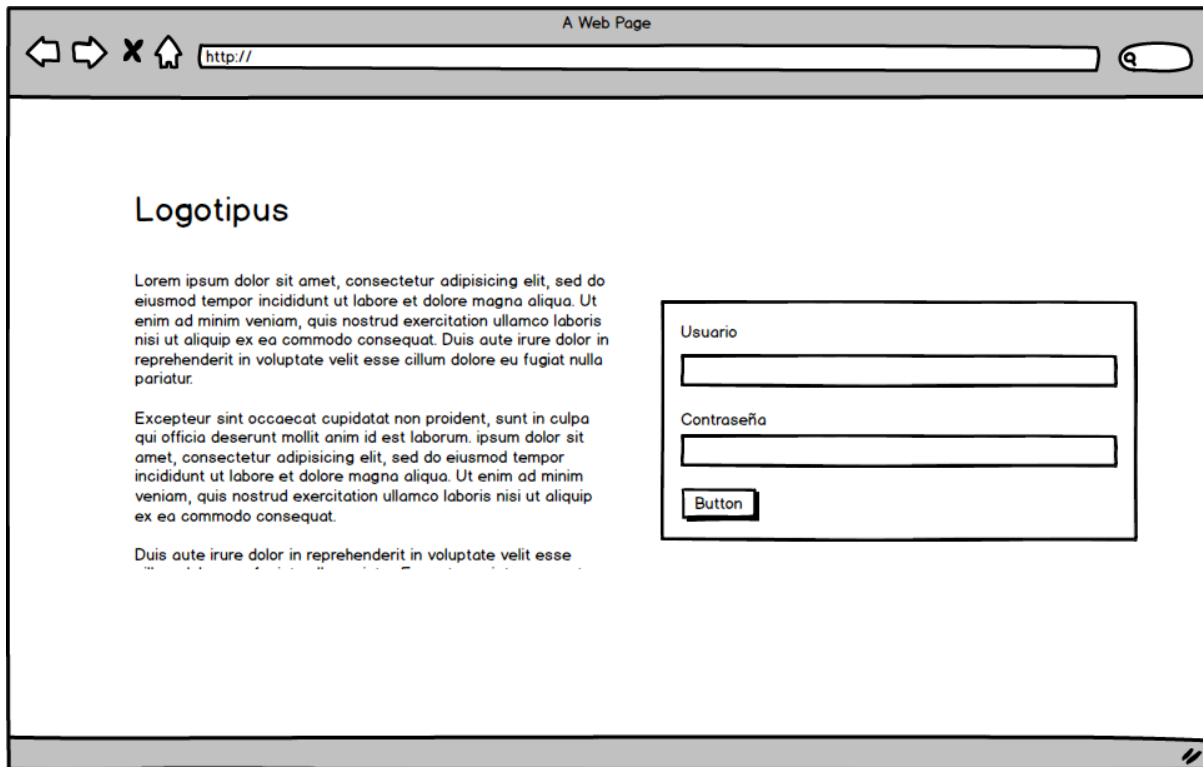 A Web Page
http://
Logotipus
Lorem ipsum dolor sit amet, consectetur adipisicing elit, sed do
eiusmod tempor incididunt ut labore et dolore magna aliqua. Ut
enim ad minim veniam, quis nostrud exercitation ullamco laboris
nisi ut aliquip ex ea commodo consequat. Duis aute irure dolor in
reprehenderit in voluptate velit esse cillum dolore eu fugiat nulla
pariatur.
Excepteur sint occaecat cupidatat non proident, sunt in culpa
qui officia deserunt mollit anim id est laborum. ipsum dolor sit
amet, consectetur adipisicing elit, sed do eiusmod tempor
incididunt ut labore et dolore magna aliqua. Ut enim ad minim
veniam, quis nostrud exercitation ullamco laboris nisi ut aliquip
ex ea commodo consequat.
Duis aute irure dolor in reprehenderit in voluptate velit esse
Usuario
Contraseña
Button